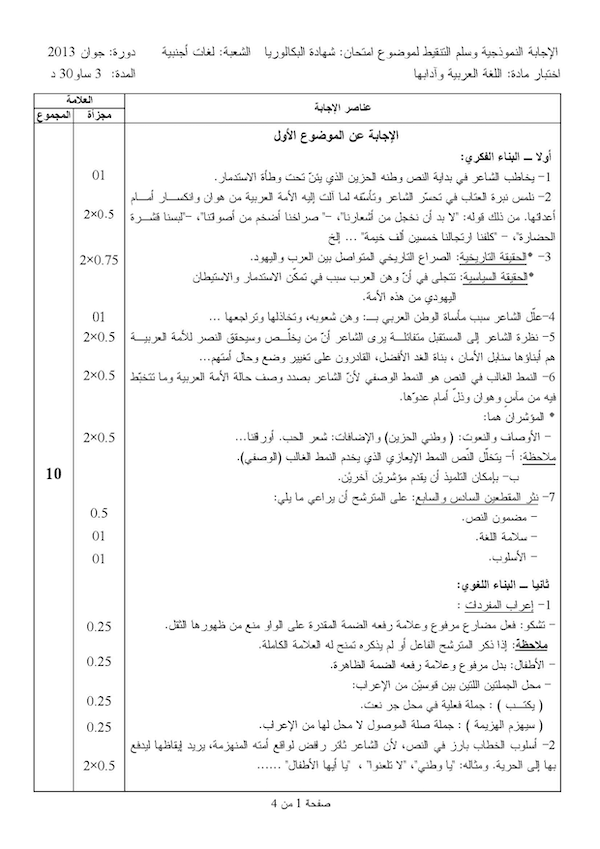 الإجابة النموذجية وسلم التنقيط لموضوع امتحان: شهادة البكالوريا الشعبة: لغات أجنبية دورة: جوان 2013
اختبار مادة: اللغة العربية وآدابها المدة: 3 سا و30 د
عناصر الإجابة العلامة
مجزأة المجموع
الإجابة عن الموضوع الأول
أولا ـــ البناء الفكري:
1- يخاطب الشاعر في بداية النص وطنه الحزين الذي يئنّ تحت وطأة الاستدمار. 01
2- نلمس نبرة العتاب في تحسّر الشاعر وتأسّفه لما آلت إليه الأمة العربية من هوان وانكسار أمام
أعدائها. من ذلك قوله: "لا بد أن نخجل من أشعارنا"، -" صراخنا أضخم من أصواتنا"، -"لبسنا قشرة 0.5×2
الحضارة"، - "كلفنا ارتجالنا خمسين ألف خيمة" ... إلخ
3- *الحقيقة التاريخية: الصراع التاريخي المتواصل بين العرب واليهود. 0.75×2
*الحقيقة السياسية: تتجلى في أنّ وهن العرب سبب في تمكّن الاستدمار والاستيطان
اليهودي من هذه الأمة.
4-علّل الشاعر سبب مأساة الوطن العربي بـ: وهن شعوبه، وتخاذلها وتراجعها ... 01
5- نظرة الشاعر إلى المستقبل متفائلة يرى الشاعر أنّ من يخلّص وسيحقق النصر للأمة العربية 0.5×2
هم أبناؤها سنابل الأمان ، بناة الغد الأفضل، القادرون على تغيير وضع وحال أمتهم...
6- النمط الغالب في النص هو النمط الوصفي لأنّ الشاعر بصدد وصف حالة الأمة العربية وما تتخبّط 0.5×2
فيه من مآسٍ وهوان وذلّ أمام عدوّها.
* المؤشران هما:
- الأوصاف والنعوت: ( وطني الحزين) والإضافات: شعر الحب. أورقنا... 0.5×2
ملاحظة: أ- يتخلّل النّص النمط الإيعازي الذي يخدم النمط الغالب (الوصفي).
ب- بإمكان التلميذ أن يقدم مؤشريْن آخريْن. 10
7- نثر المقطعين السادس والسابع: على المترشح أن يراعي ما يلي:
- مضمون النص. 0.5
- سلامة اللغة. 01
- الأسلوب. 01
ثانيا ـــ البناء اللغوي:
1- إعراب المفردات :
- تشكو: فعل مضارع مرفوع وعلامة رفعه الضمة المقدرة على الواو منع من ظهورها الثقل. 0.25
ملاحظة: إذا ذكر المترشح الفاعل أو لم يذكره تمنح له العلامة الكاملة.
- الأطفال: بدل مرفوع وعلامة رفعه الضمة الظاهرة. 0.25
- محل الجملتين اللتين بين قوسيْن من الإعراب:
( يكتب ) : جملة فعلية في محل جر نعت. 0.25
( سيهزم الهزيمة ) : جملة صلة الموصول لا محل لها من الإعراب. 0.25
2- أسلوب الخطاب بارز في النص، لأن الشاعر ثائر رافض لواقع أمته المنهزمة، يريد إيقاظها ليدفع
بها إلى الحرية. ومثاله: "يا وطني"، "لا تلعنوا" ، "يا أيها الأطفال" ...... 0.5×2
صفحة 1 من 4